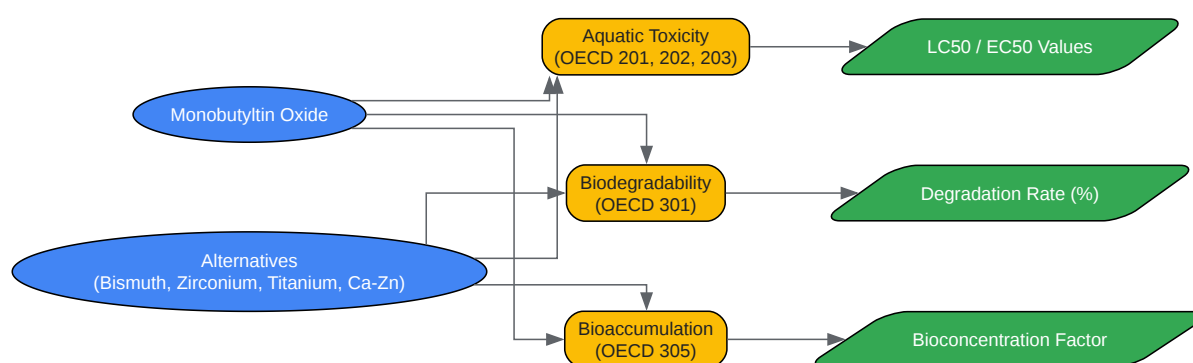 Aquatic Toxicity
(OECD 201, 202, 203)
LC50 / EC50 Values
Monobutyltin Oxide
Biodegradability
(OECD 301)
Degradation Rate (%)
Alternatives
(Bismuth, Zirconium, Titanium, Ca-Zn)
Bioaccumulation
(OECD 305)
Bioconcentration Factor